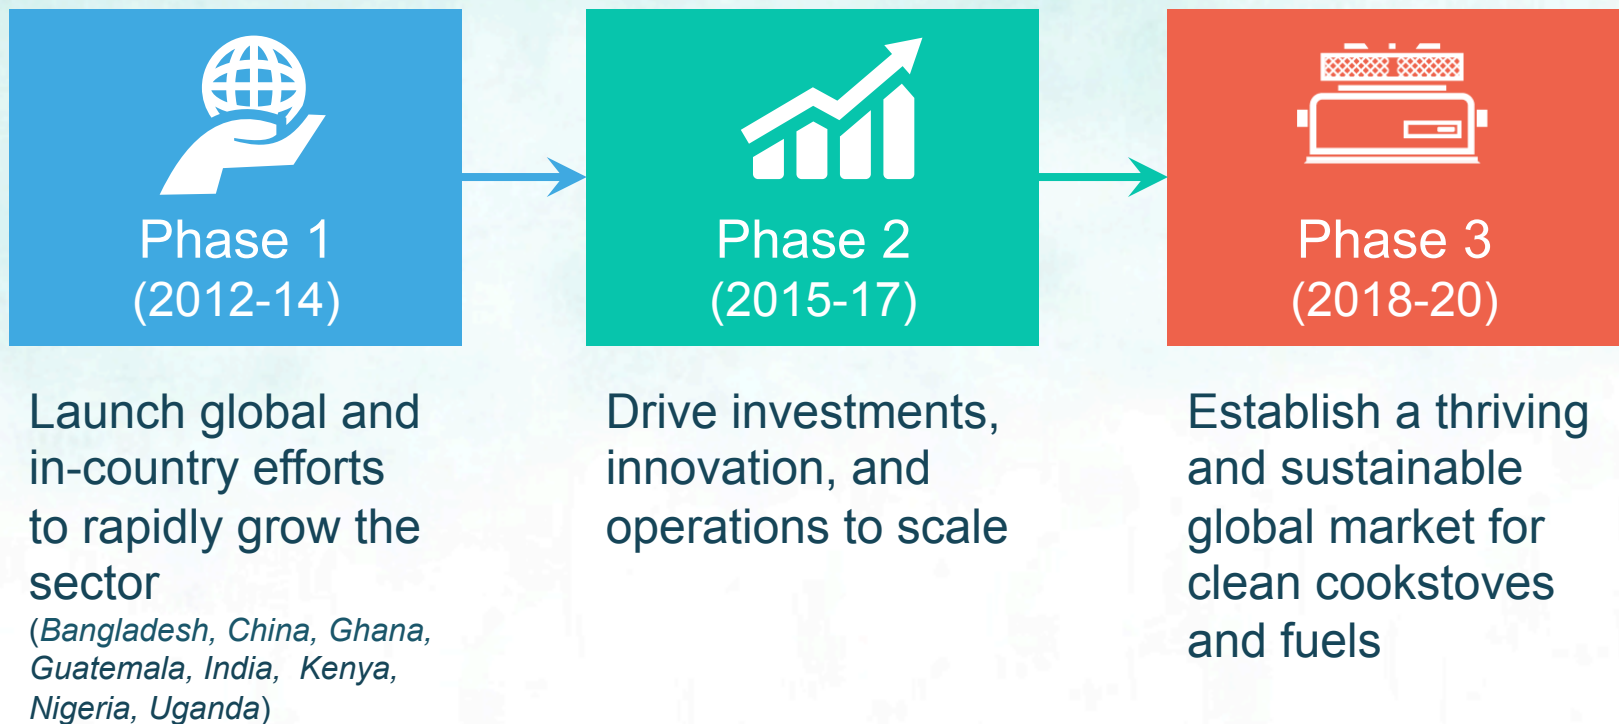 Phase 1
(2012-14)
Launch global and
in-country efforts
to rapidly grow the
sector
(Bangladesh, China, Ghana,
Guatemala, India,  Kenya,
Nigeria, Uganda)
Phase 2
(2015-17)
Drive investments,
innovation, and
operations to scale
Phase 3
(2018-20)
Establish a thriving
and sustainable
global market for
clean cookstoves
and fuels